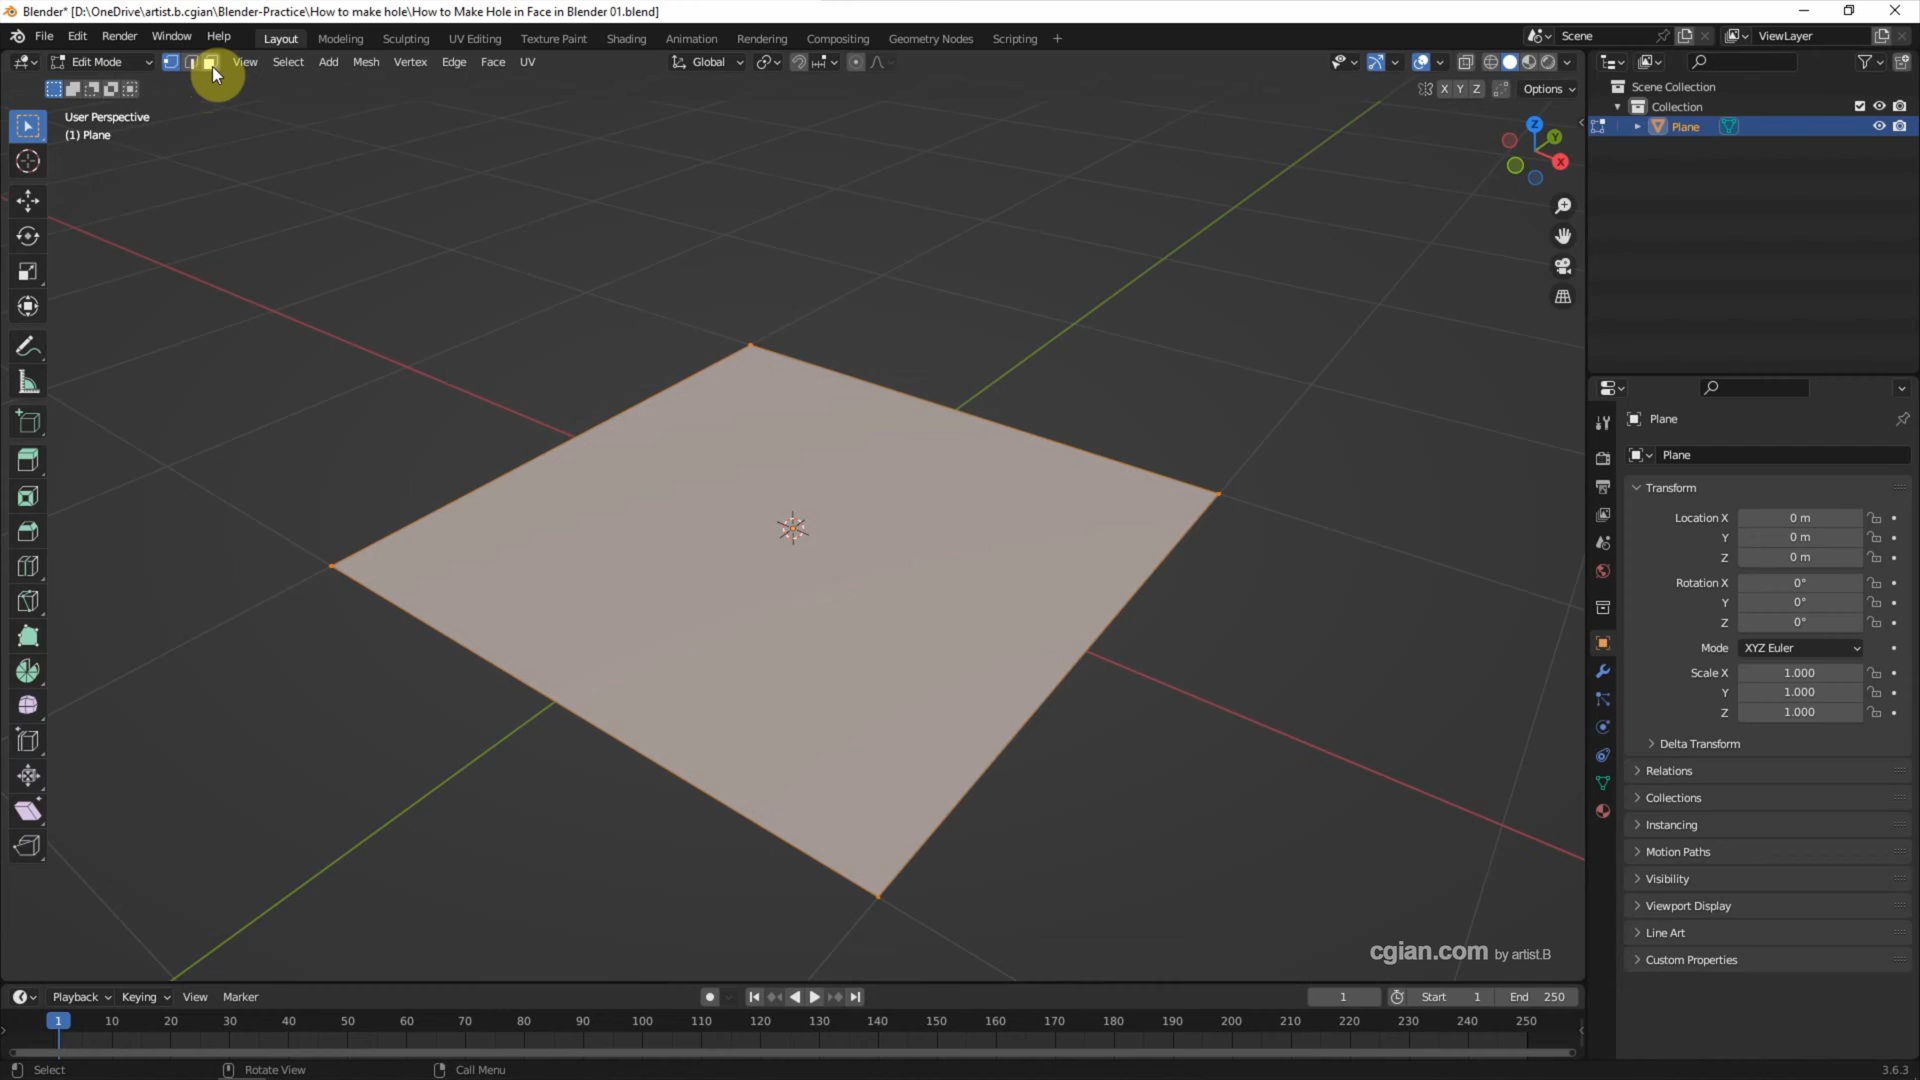 Blender* [D:\OneDrive\artist.b.cgian\Blender-Practice\How to make hole\How to Make Hole in Face in Blender 01.blend]
File Edit Render Window Help Layout Modeling Sculpting UV Editing Texture Paint Shading Animation Rendering Compositing Geometry Nodes Scripting + Scene ViewLayer
Edit Mode View Select Add Mesh Vertex Edge Face UV Global
X Y Z Options
User Perspective
(1) Plane
Z Y X
Scene Collection
Collection
Plane
Plane
Plane
Transform
Location X 0 m
Y 0 m
Z 0 m
Rotation X 0°
Y 0°
Z 0°
Mode XYZ Euler
Scale X 1.000
Y 1.000
Z 1.000
Delta Transform
Relations
Collections
Instancing
Motion Paths
Visibility
Viewport Display
Line Art
Custom Properties
cgian.com by artist.B
Playback Keying View Marker 1 Start 1 End 250
1 10 20 30 40 50 60 70 80 90 100 110 120 130 140 150 160 170 180 190 200 210 220 230 240 250
Select Rotate View Call Menu 3.6.3